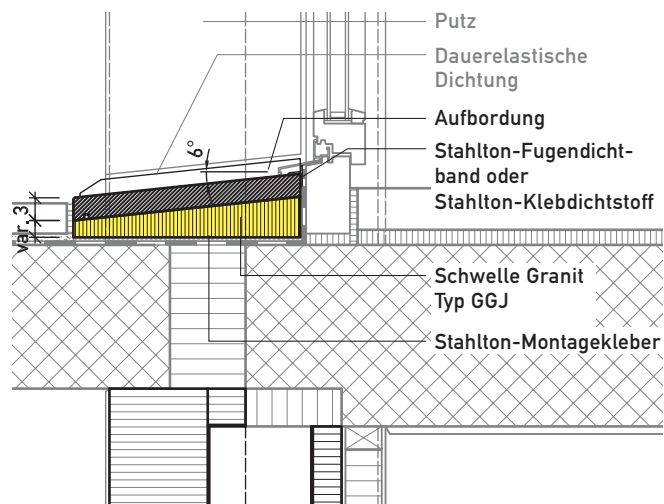 Putz
Dauerelastische
Dichtung
Aufbordung
6°
Stahlton-Fugendicht-
band oder
Stahlton-Klebdichtstoff
var. 3
Schwelle Granit
Typ GGJ
Stahlton-Montagekleber